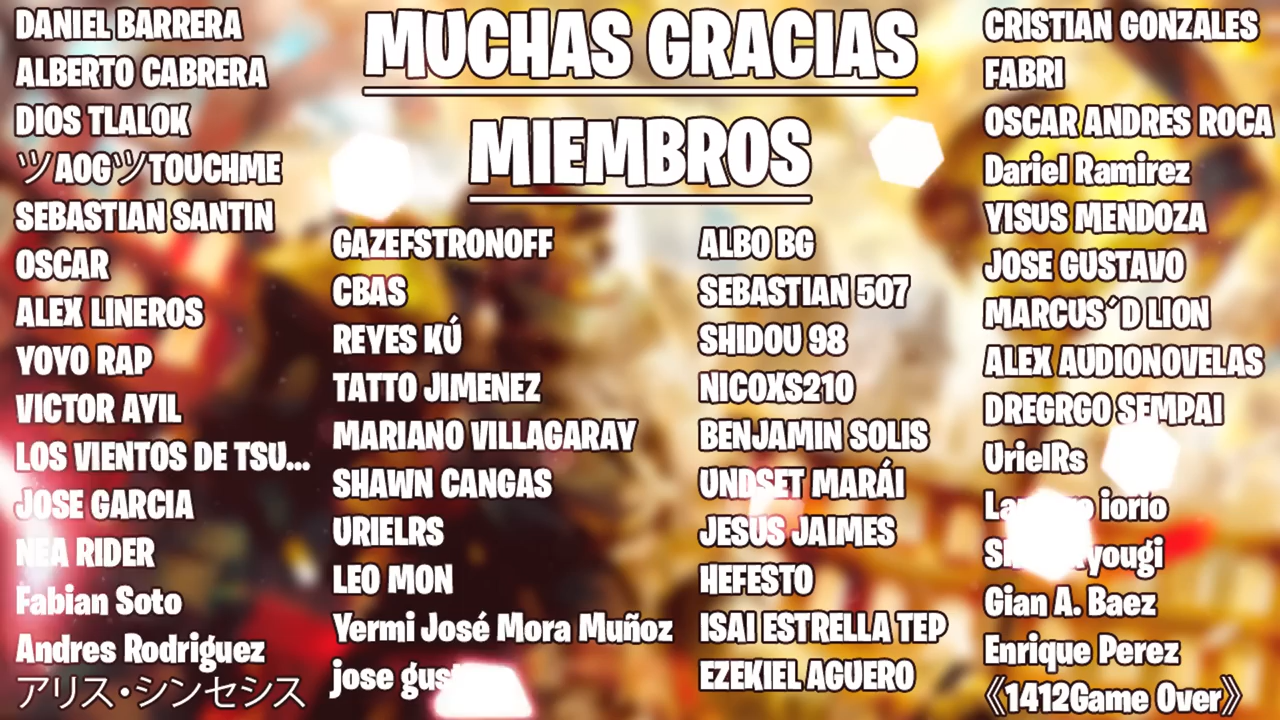 MUCHAS GRACIAS
MIEMBROS
DANIEL BARRERA
ALBERTO CABRERA
DIOS TLALOK
ツAOGツTOUCHME
SEBASTIAN SANTIN
OSCAR
ALEX LINEROS
YOYO RAP
VICTOR AYIL
LOS VIENTOS DE TSU...
JOSE GARCIA
NEA RIDER
Fabian Soto
Andres Rodriguez
アリス・シンセシス
GAZEFSTRONOFF
CBAS
REYES KÚ
TATTO JIMENEZ
MARIANO VILLAGARAY
SHAWN CANGAS
URIELRS
LEO MON
Yermi José Mora Muñoz
jose
ALBO BG
SEBASTIAN 507
SHIDOU 98
NICOXS210
BENJAMIN SOLIS
UNDSET MARÁI
JESUS JAIMES
HEFESTO
ISAI ESTRELLA TEP
EZEKIEL AGUERO
CRISTIAN GONZALES
FABRI
OSCAR ANDRES ROCA
Dariel Ramirez
YISUS MENDOZA
JOSE GUSTAVO
MARCUS´D LION
ALEX AUDIONOVELAS
DREGRGO SEMPAI
UrielRs
iorio
Gian A. Baez
Enrique Perez
《1412Game Over》